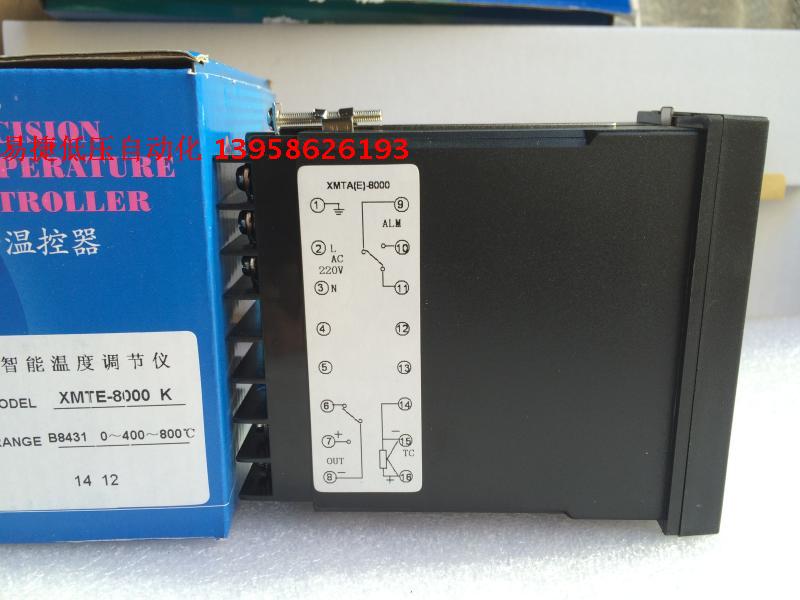 CISION
易捷低压自动化 13958626193
PERATURE
TROLLER
温控器
智能温度调节仪
ODEL XMTE-8000 K
RANGE B8431 0～400～800℃
14 12
XMTA(E)-8000
1 9
ALM
2 L 10
AC
220V
3 N 11
4 12
5 13
6 14
7 + - 15
OUT TC
8 - + 16